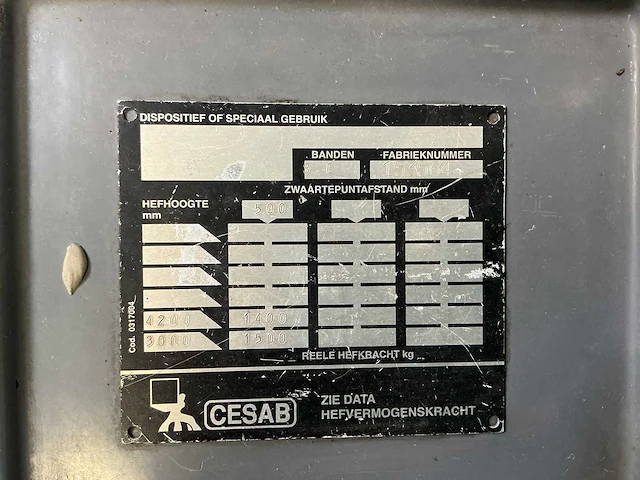 DISPOSITIEF OF SPECIAAL GEBRUIK
BANDEN FABRIEKNUMMER
ZWAARTEPUNTAFSTAND mm
HEFHOOGTE
mm
500
4200 1400
3000 1500
Cod. 0317004
REELE HEFKRACHT kg
CESAB
ZIE DATA
HEFVERMOGENSKRACHT